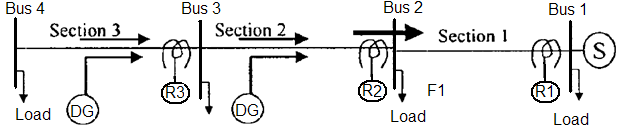 Bus 4
Section 3
Bus 3
Section 2
Bus 2
Section 1
Bus 1
S
R3
R2
F1
R1
Load
DG
DG
Load
Load